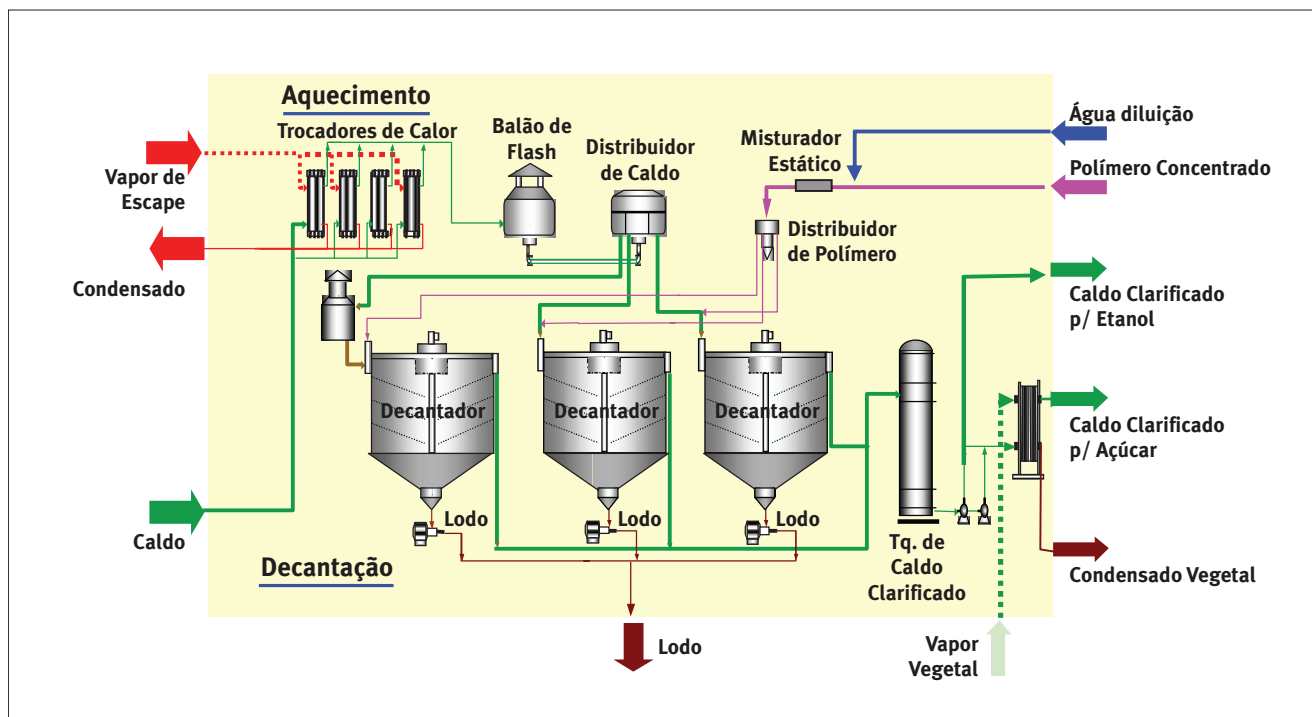 Aquecimento
Trocadores de Calor
Balão de
Flash
Distribuidor
de Caldo
Misturador
Estático
Água diluição
Polímero Concentrado
Vapor de
Escape
Distribuidor
de Polímero
Condensado
Caldo Clarificado
p/ Etanol
Decantador
Decantador
Decantador
Caldo Clarificado
p/ Açúcar
Lodo
Lodo
Lodo
Caldo
Decantação
Tq. de
Caldo
Clarificado
Condensado Vegetal
Lodo
Vapor
Vegetal